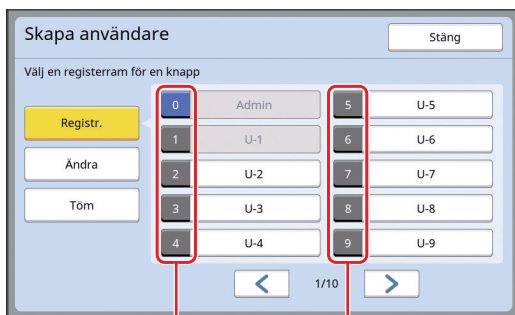 Skapa användare
Stäng
Välj en registerram för en knapp
Registr.
Ändra
Töm
0 Admin
1 U-1
2 U-2
3 U-3
4 U-4
5 U-5
6 U-6
7 U-7
8 U-8
9 U-9
1/10